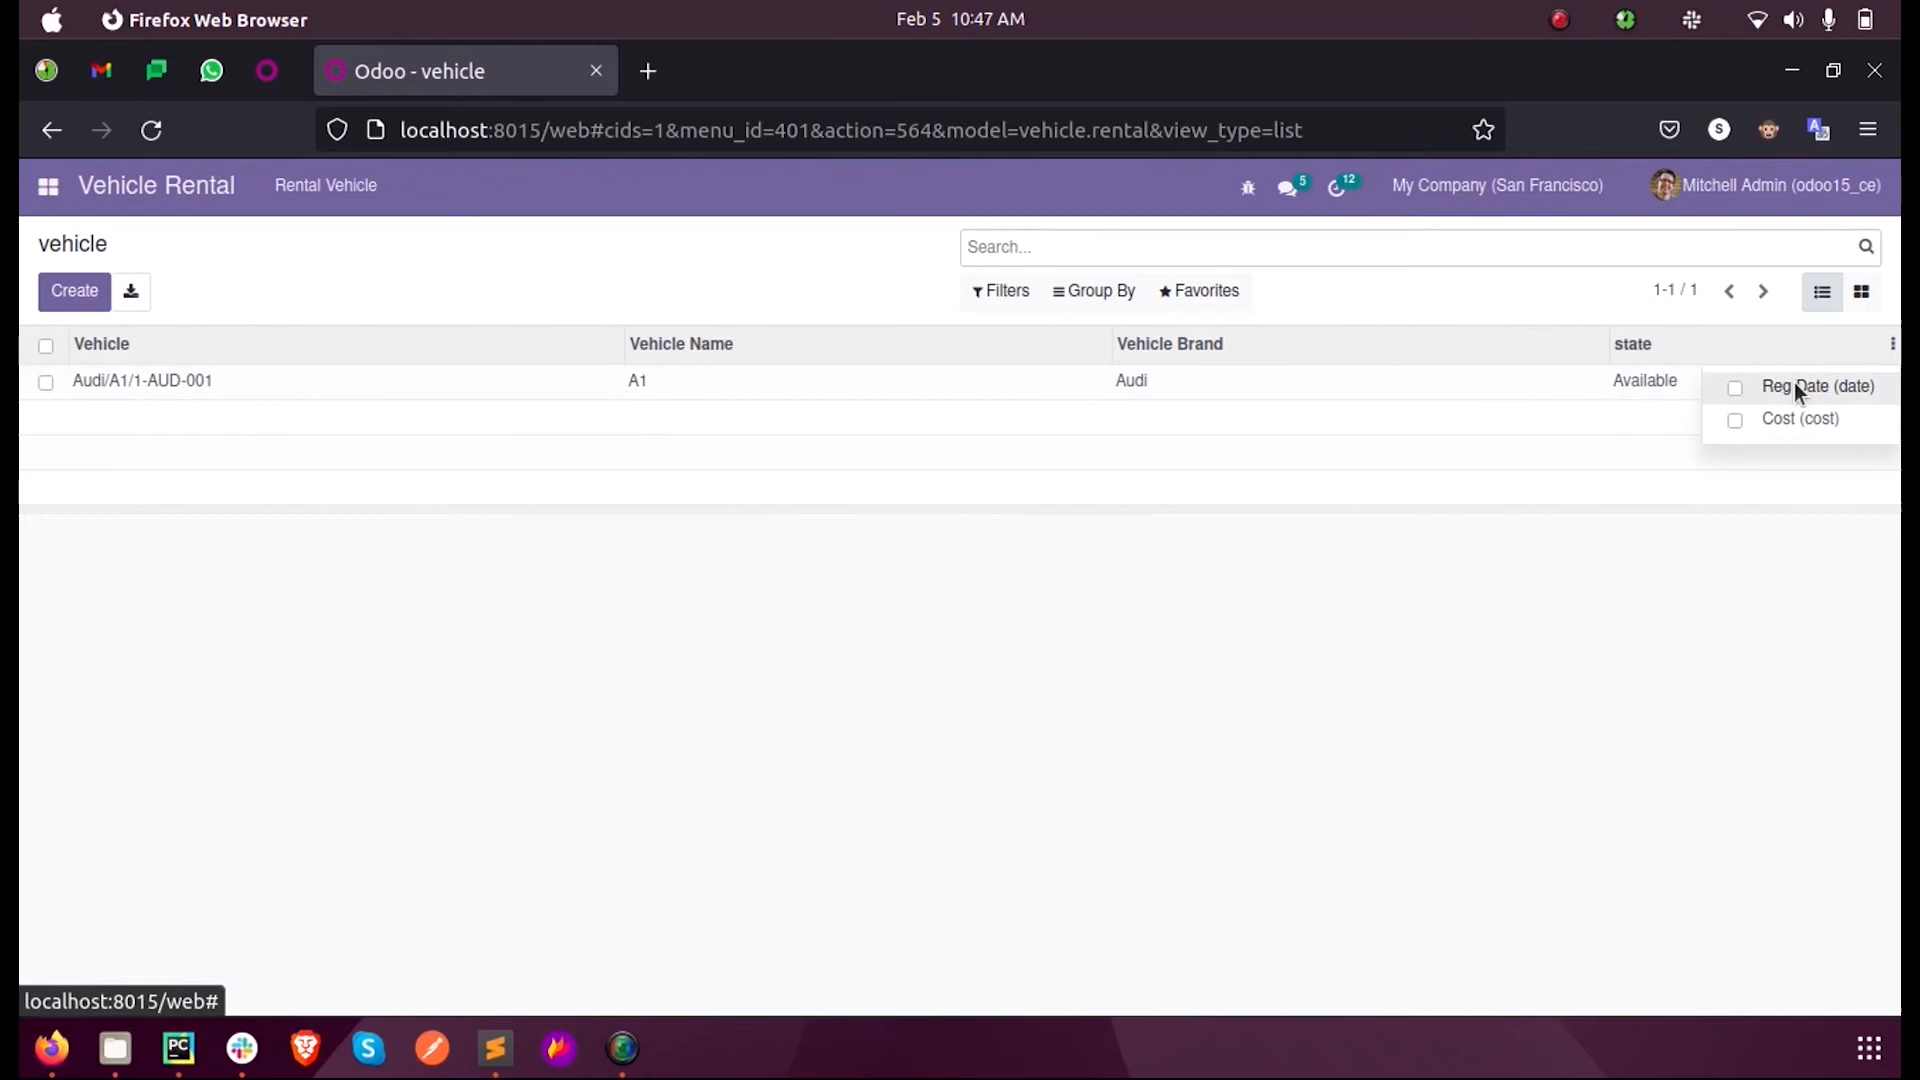 Firefox Web Browser
Feb 5 10:47 AM
Odoo - vehicle
localhost:8015/web#cids=1&menu_id=401&action=564&model=vehicle.rental&view_type=list
S
Vehicle Rental
Rental Vehicle
5
12
My Company (San Francisco)
Mitchell Admin (odoo15_ce)
vehicle
Search...
Create
Filters
Group By
Favorites
1-1 / 1
Vehicle
Vehicle Name
Vehicle Brand
state
Audi/A1/1-AUD-001
A1
Audi
Available
Reg Date (date)
Cost (cost)
localhost:8015/web#
PC
S